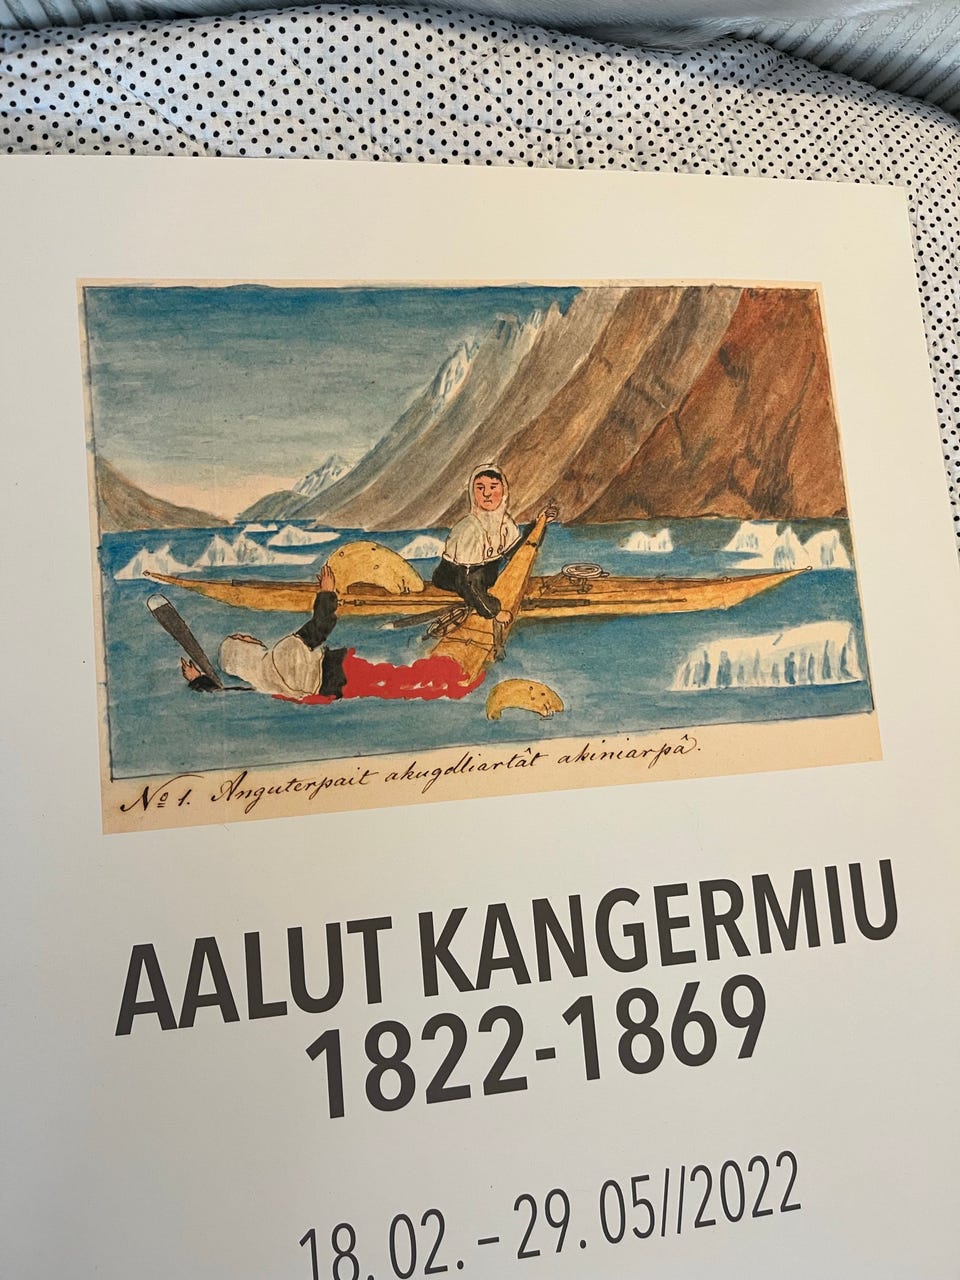 № 1. Anguterpait akugdliartât akiniarpâ.
AALUT KANGERMIU
1822-1869
18. 02. – 29. 05//2022